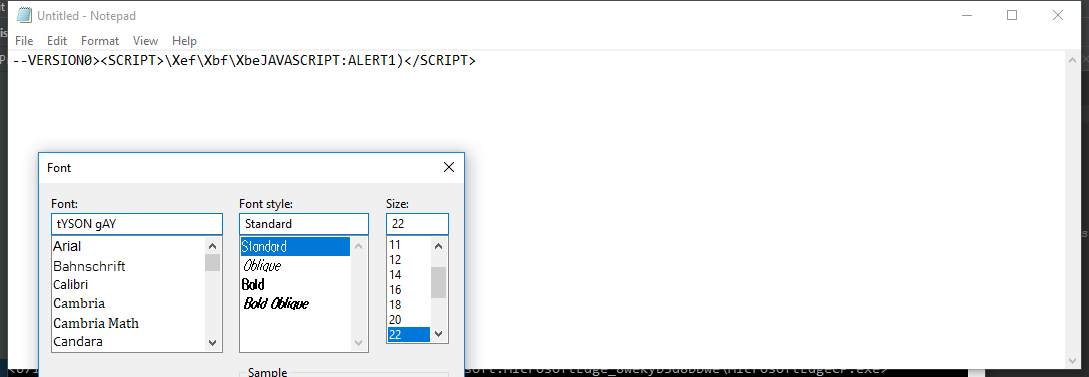 Untitled - Notepad
File Edit Format View Help
--VERSION0><SCRIPT>\Xef\Xbf\XbeJAVASCRIPT:ALERT1)</SCRIPT>
Font
Font: Font style: Size:
tYSON gAY Standard 22
Arial Standard 11
Bahnschrift Oblique 12
Calibri Bold 14
Cambria Bold Oblique 16
Cambria Math 18
Candara 20
22
Sample